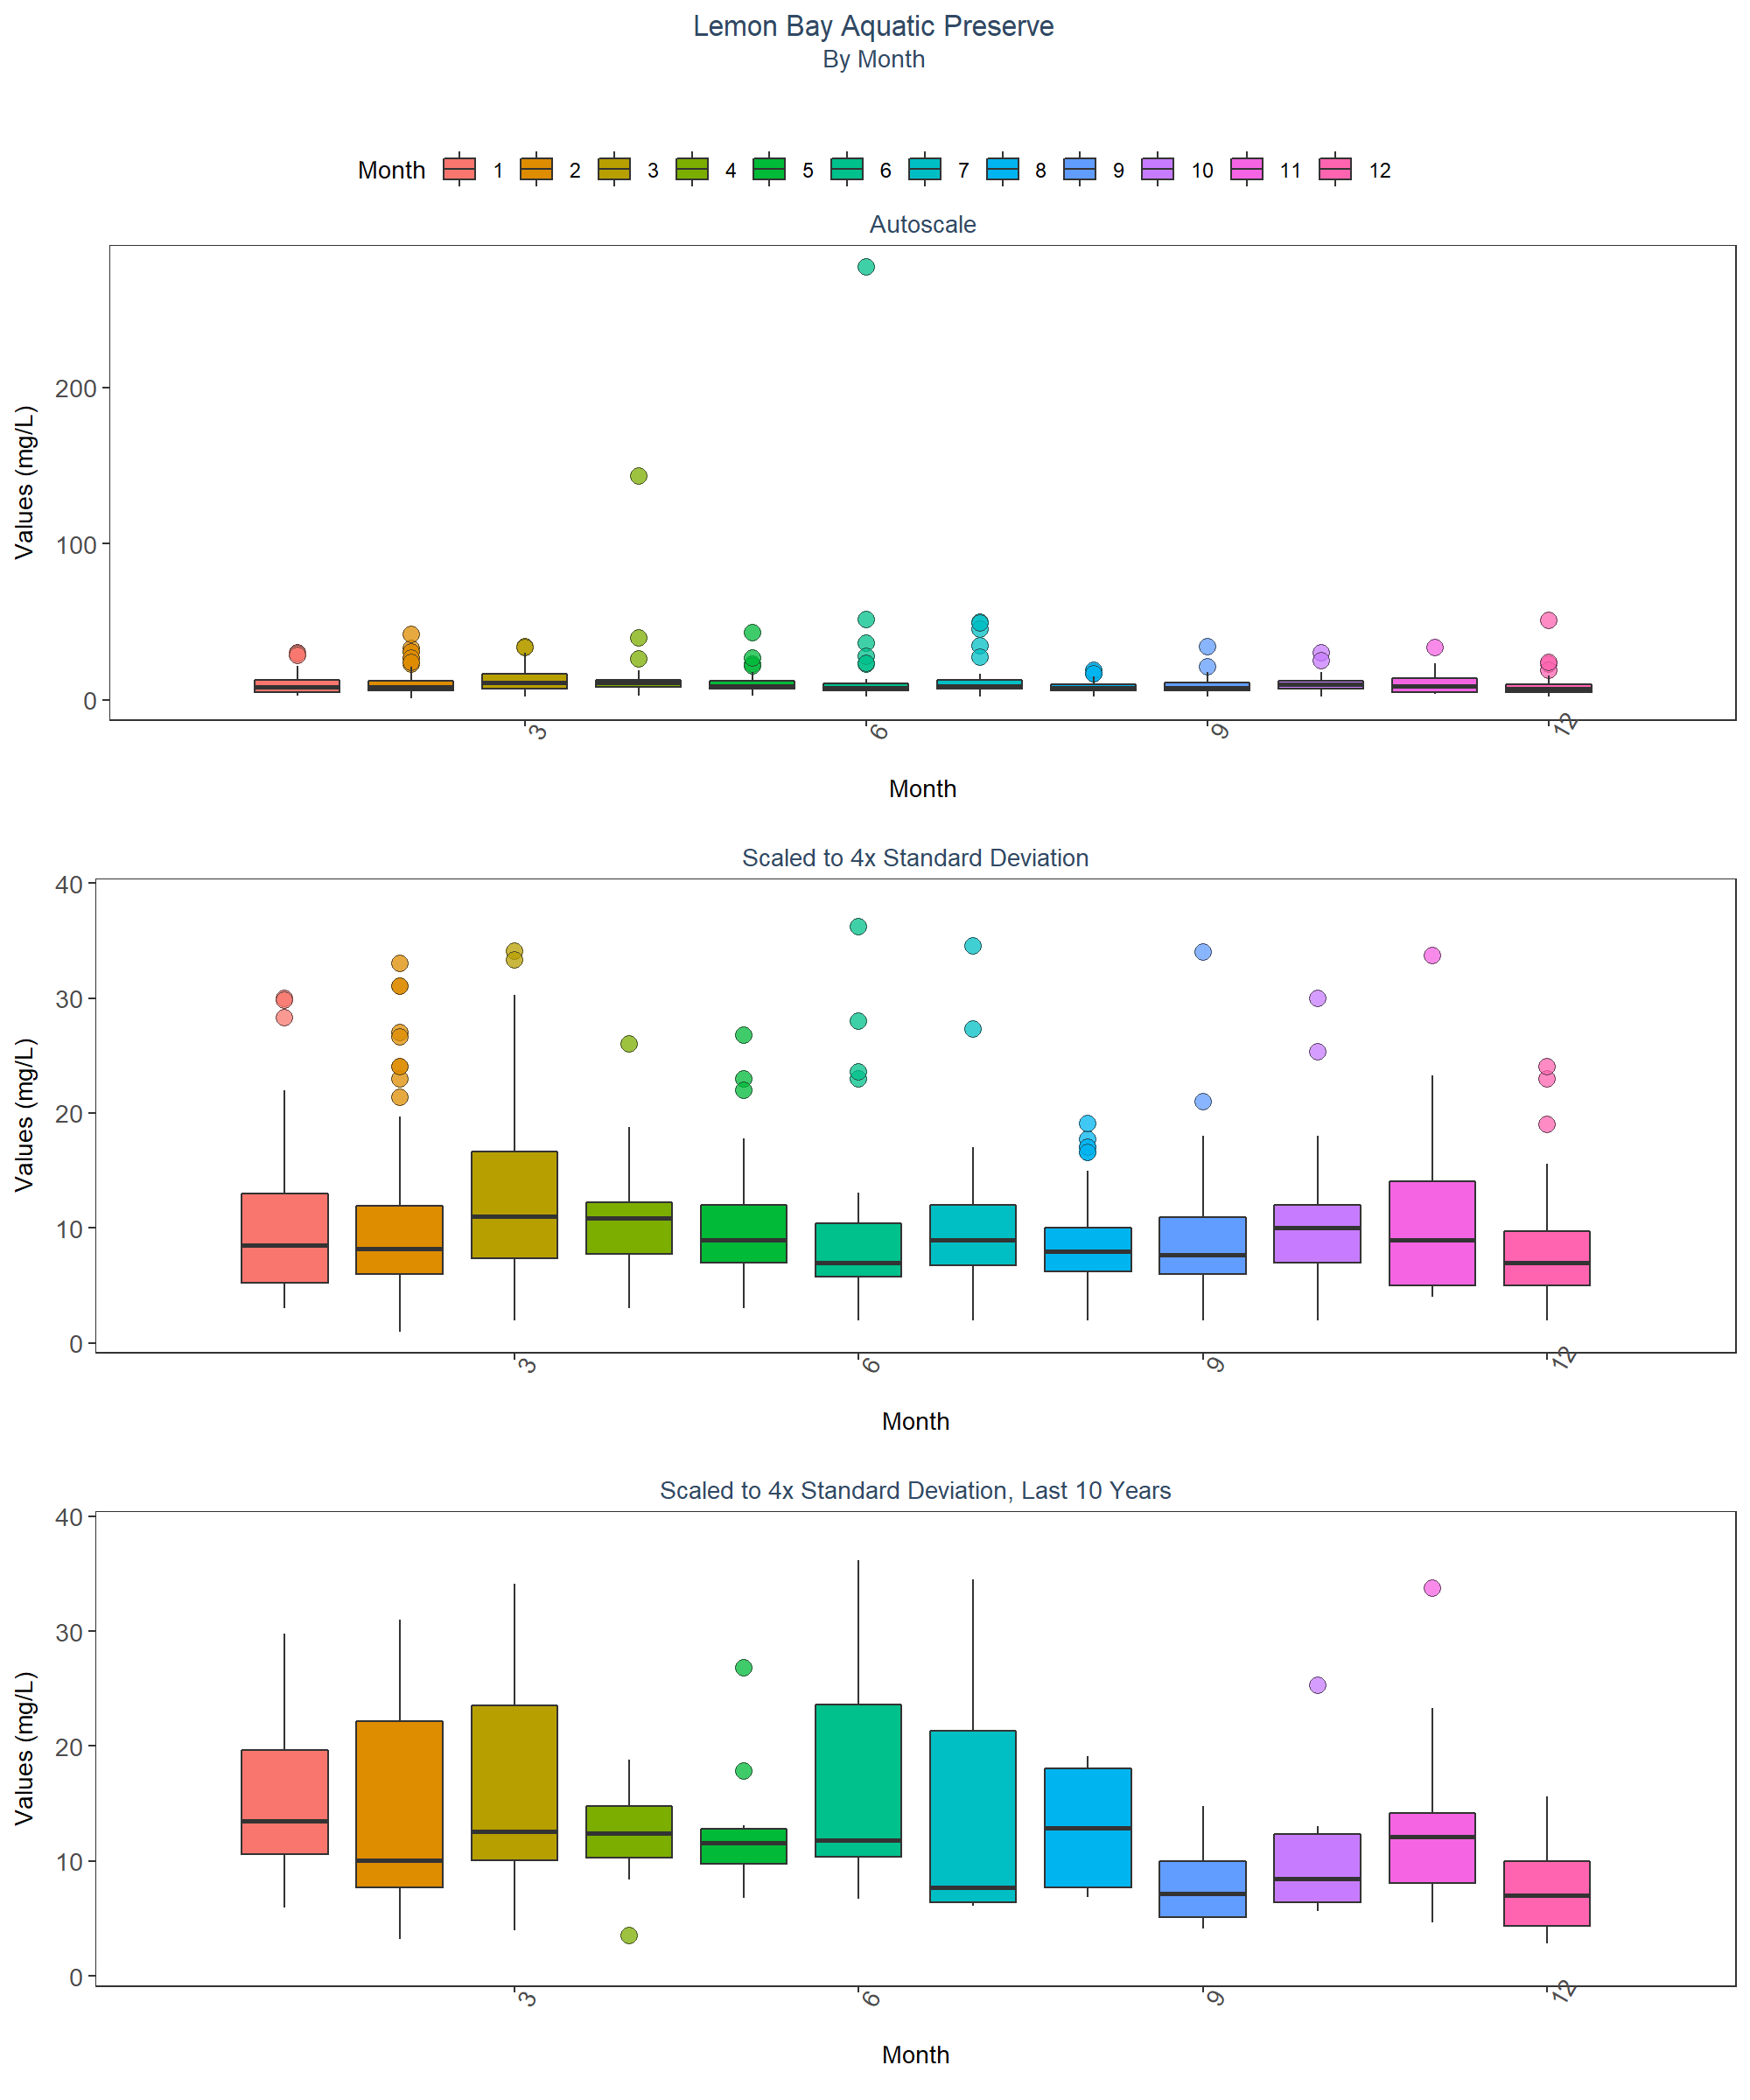 Lemon Bay Aquatic Preserve
By Month
Month 1 2 3 4 5 6 7 8 9 10 11 12
Autoscale
Values (mg/L)
200
100
0
3 6 9 12
Month
Scaled to 4x Standard Deviation
Values (mg/L)
40
30
20
10
0
3 6 9 12
Month
Scaled to 4x Standard Deviation, Last 10 Years
Values (mg/L)
40
30
20
10
0
3 6 9 12
Month